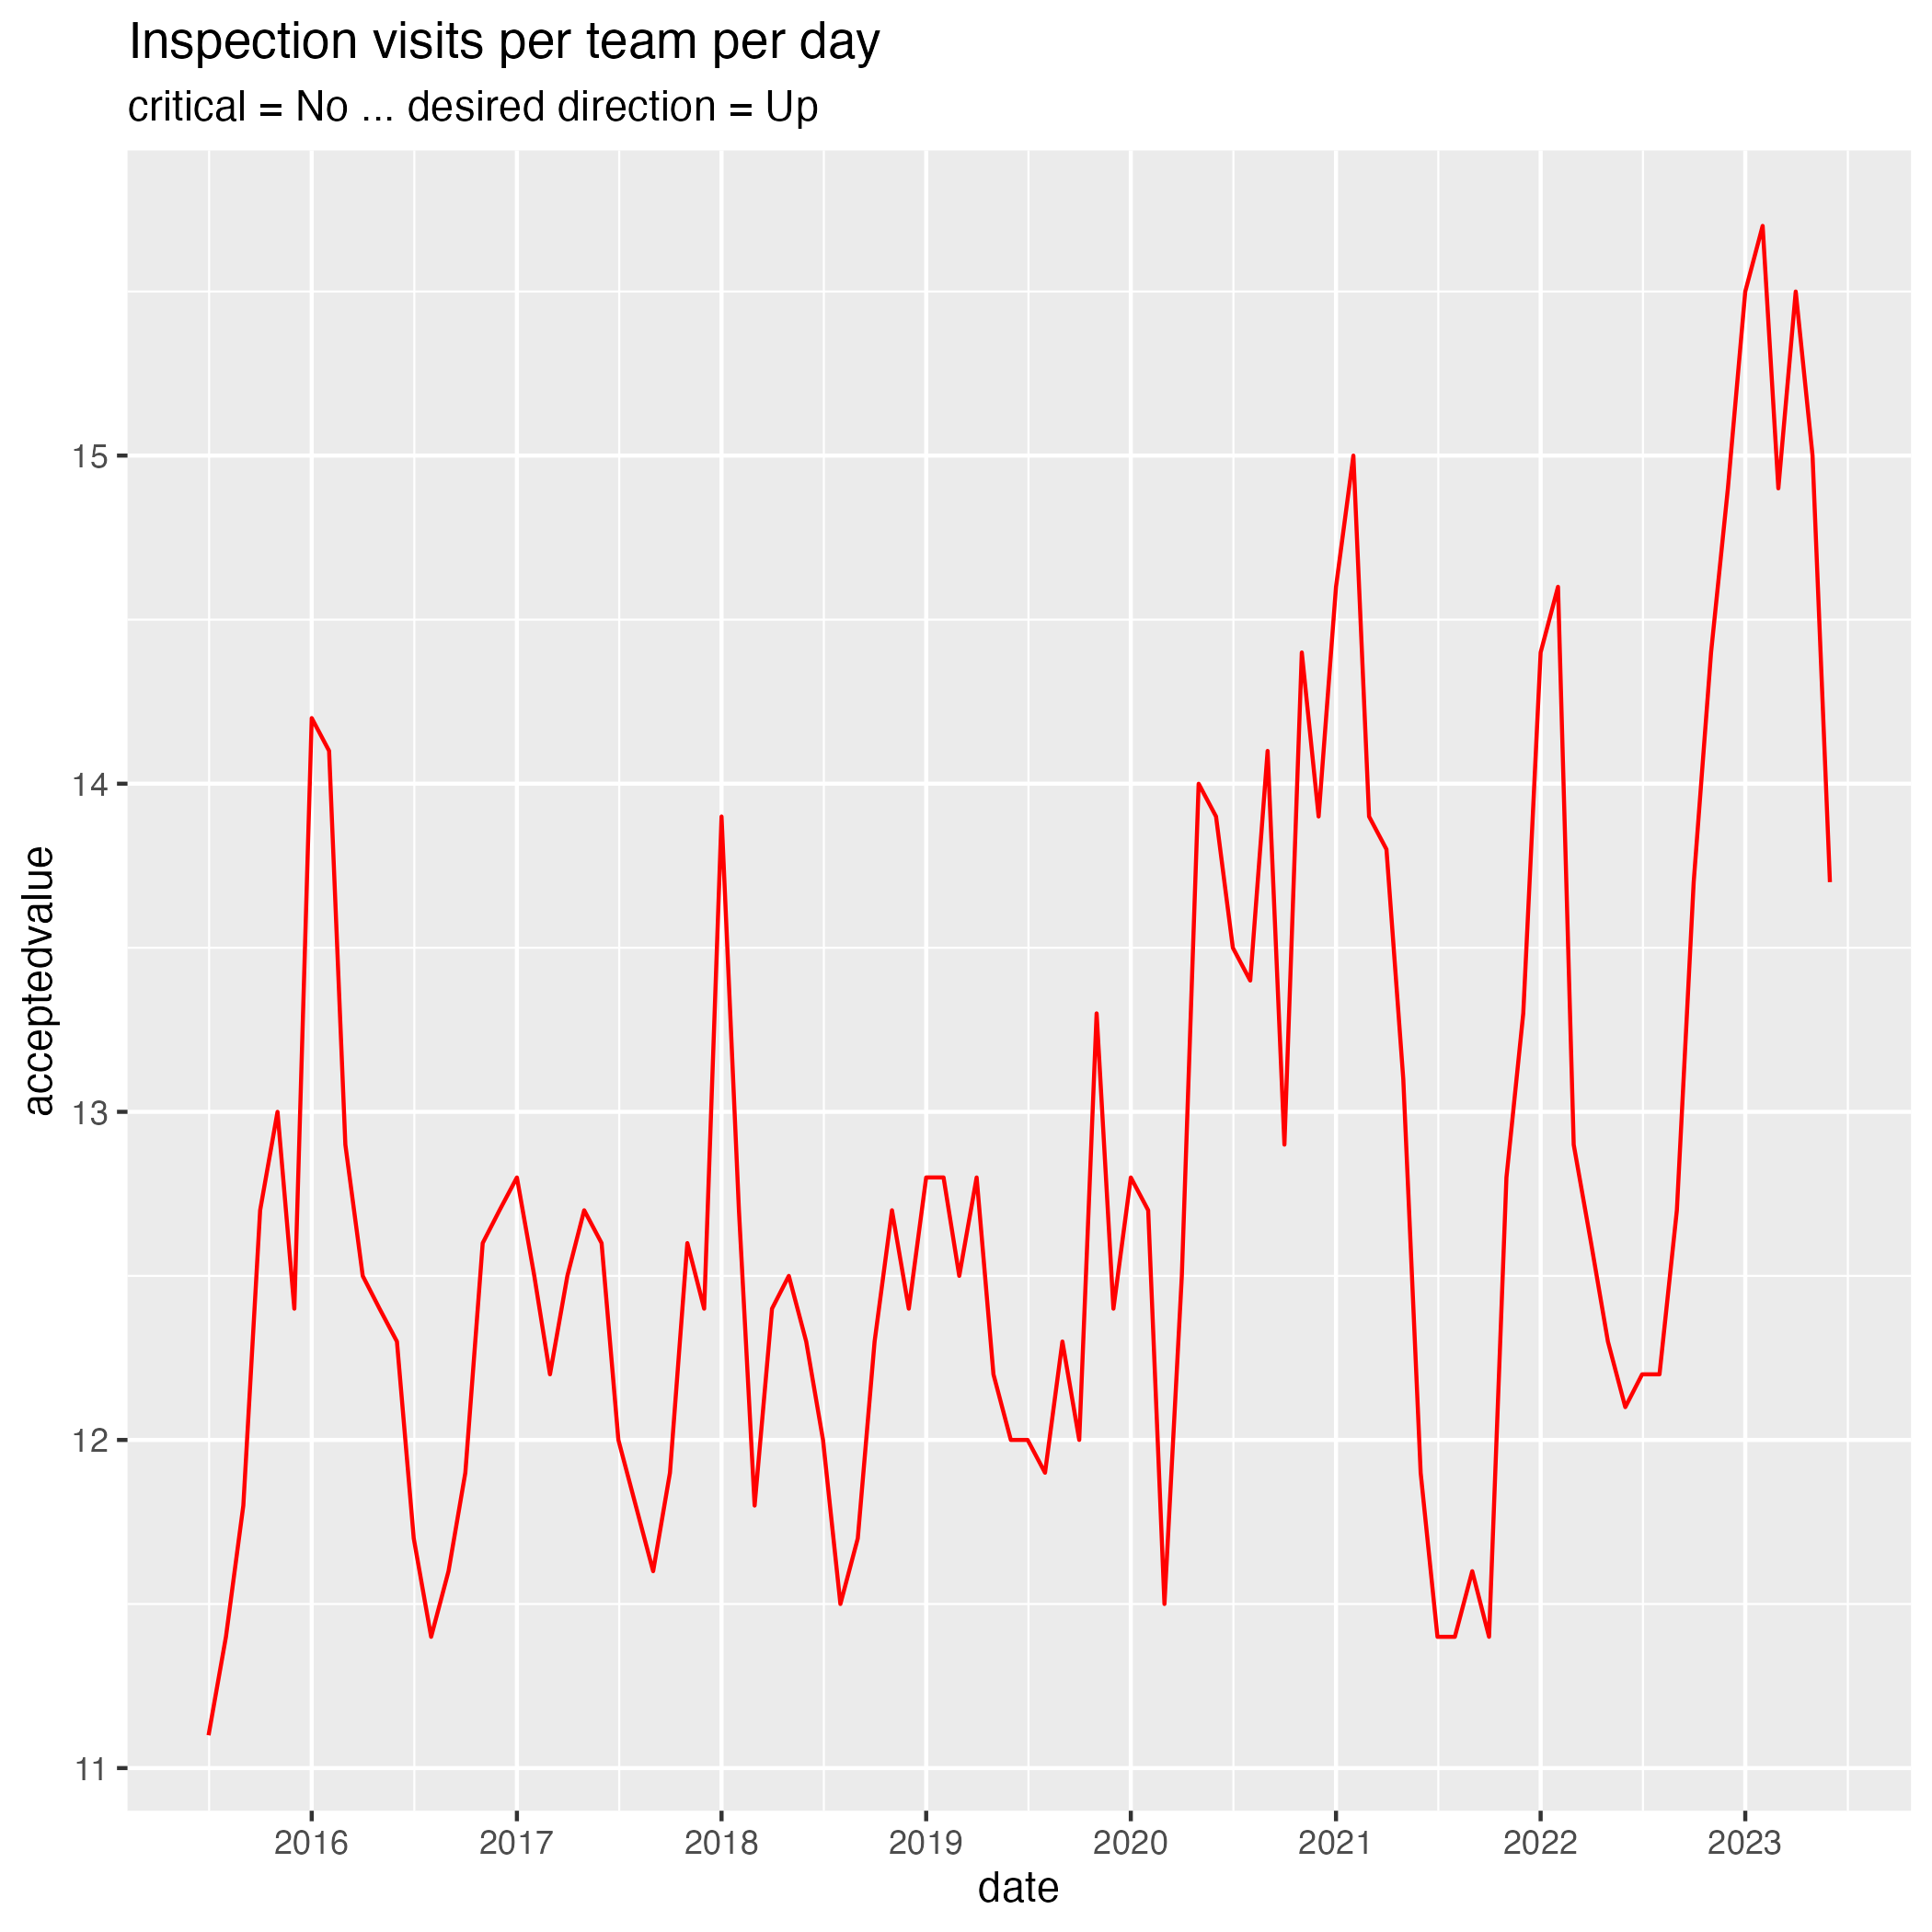 Inspection visits per team per day
critical = No ... desired direction = Up
acceptedvalue
15
14
13
12
11
2016 2017 2018 2019 2020 2021 2022 2023
date